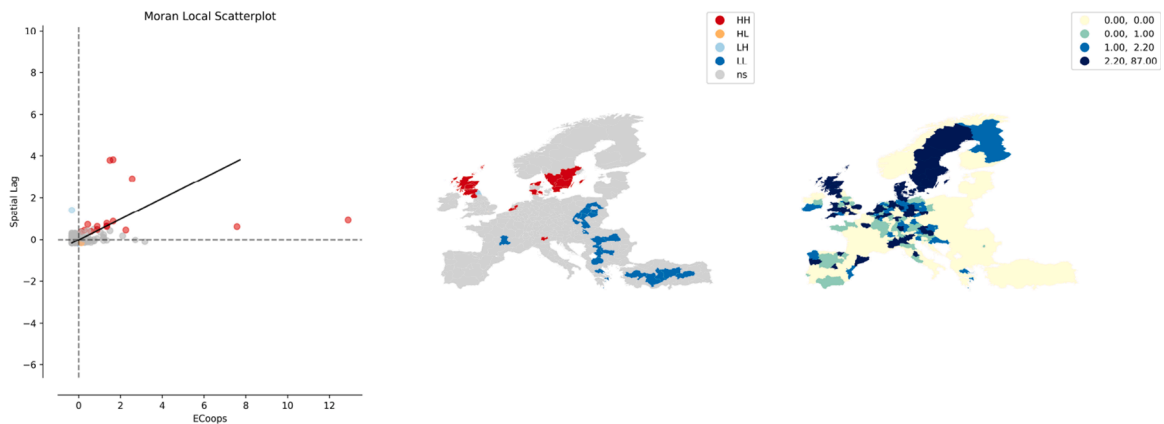 Moran Local Scatterplot
10
8
6
4
2
0
−2
−4
−6
Spatial Lag
0 2 4 6 8 10 12
ECoops
HH
HL
LH
LL
ns
0.00, 0.00
0.00, 1.00
1.00, 2.20
2.20, 87.00